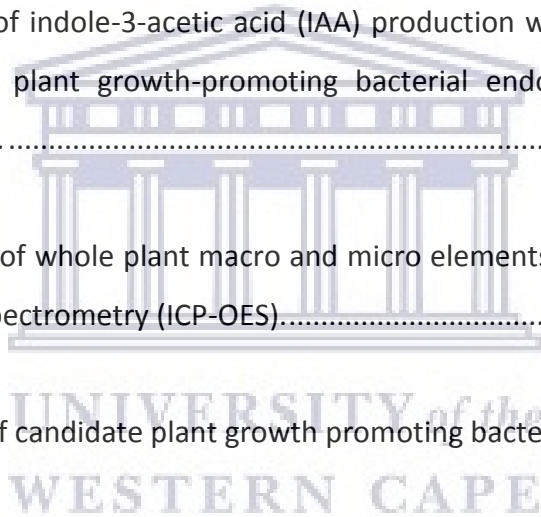 of indole-3-acetic acid (IAA) production w
plant growth-promoting bacterial endo
................................................................................
of whole plant macro and micro elements
pectrometry (ICP-OES)..................................................
UNIVERSITY of the
f candidate plant growth promoting bacte
WESTERN CAPE